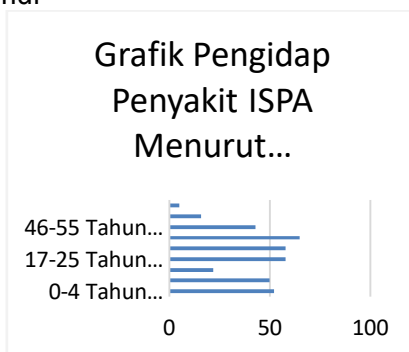 Grafik Pengidap
Penyakit ISPA
Menurut...
46-55 Tahun...
17-25 Tahun...
0-4 Tahun...
0 50 100